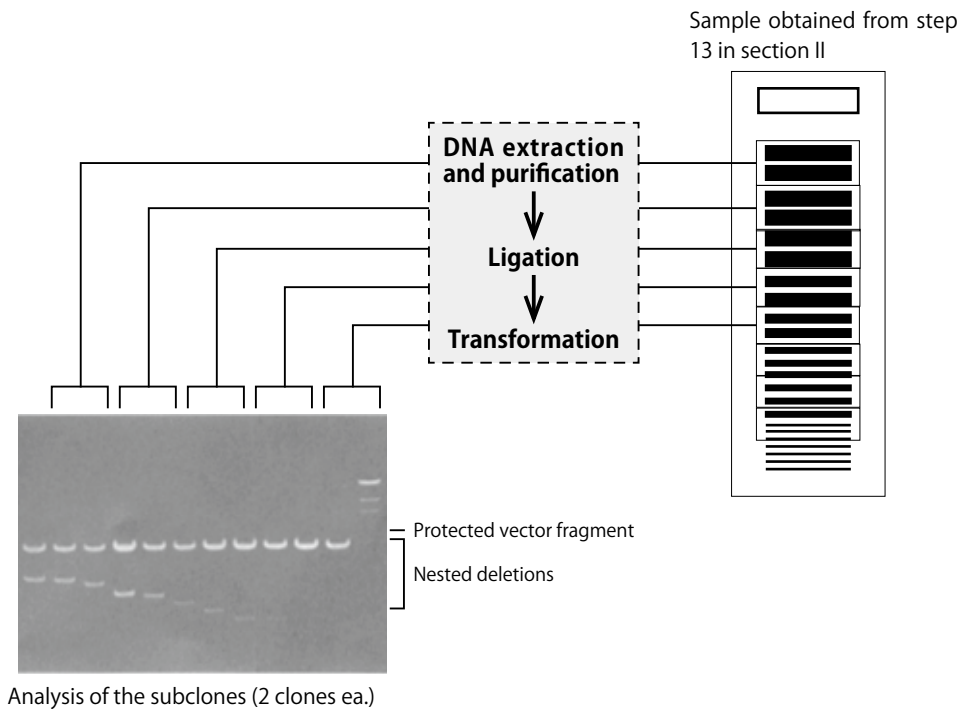 Sample obtained from step
13 in section II
DNA extraction
and purification
Ligation
Transformation
Protected vector fragment
Nested deletions
Analysis of the subclones (2 clones ea.)